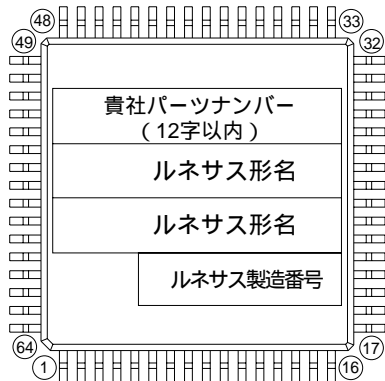 48 33
49 32
貴社パーツナンバー
（12字以内）
ルネサス形名
ルネサス形名
ルネサス製造番号
64 17
1 16